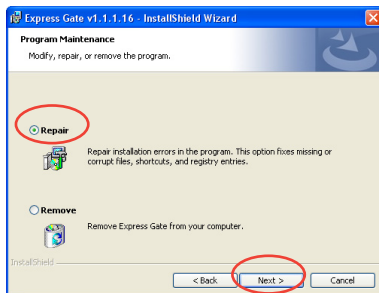 Express Gate v1.1.1.16 - InstallShield Wizard
Program Maintenance
Modify, repair, or remove the program.
Repair
Repair installation errors in the program. This option fixes missing or
corrupt files, shortcuts, and registry entries.
Remove
Remove Express Gate from your computer.
InstallShield
< Back Next > Cancel